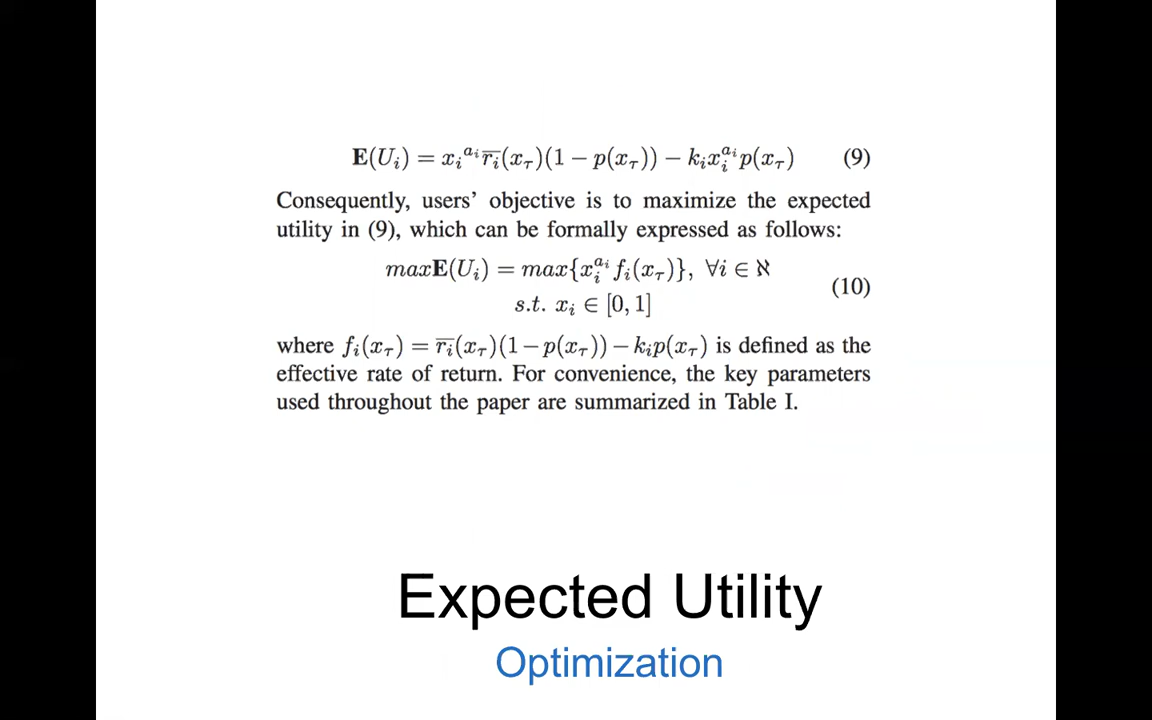 E(U_i) = x_i^{a_i} \overline{r_i}(x_τ)(1 − p(x_τ)) − k_i x_i^{a_i} p(x_τ) (9)
Consequently, users' objective is to maximize the expected
utility in (9), which can be formally expressed as follows:
maxE(U_i) = max{x_i^{a_i} f_i(x_τ)}, ∀i ∈ ℵ
s.t. x_i ∈ [0, 1]
(10)
where f_i(x_τ) = \overline{r_i}(x_τ)(1−p(x_τ))−k_i p(x_τ) is defined as the
effective rate of return. For convenience, the key parameters
used throughout the paper are summarized in Table I.
Expected Utility
Optimization